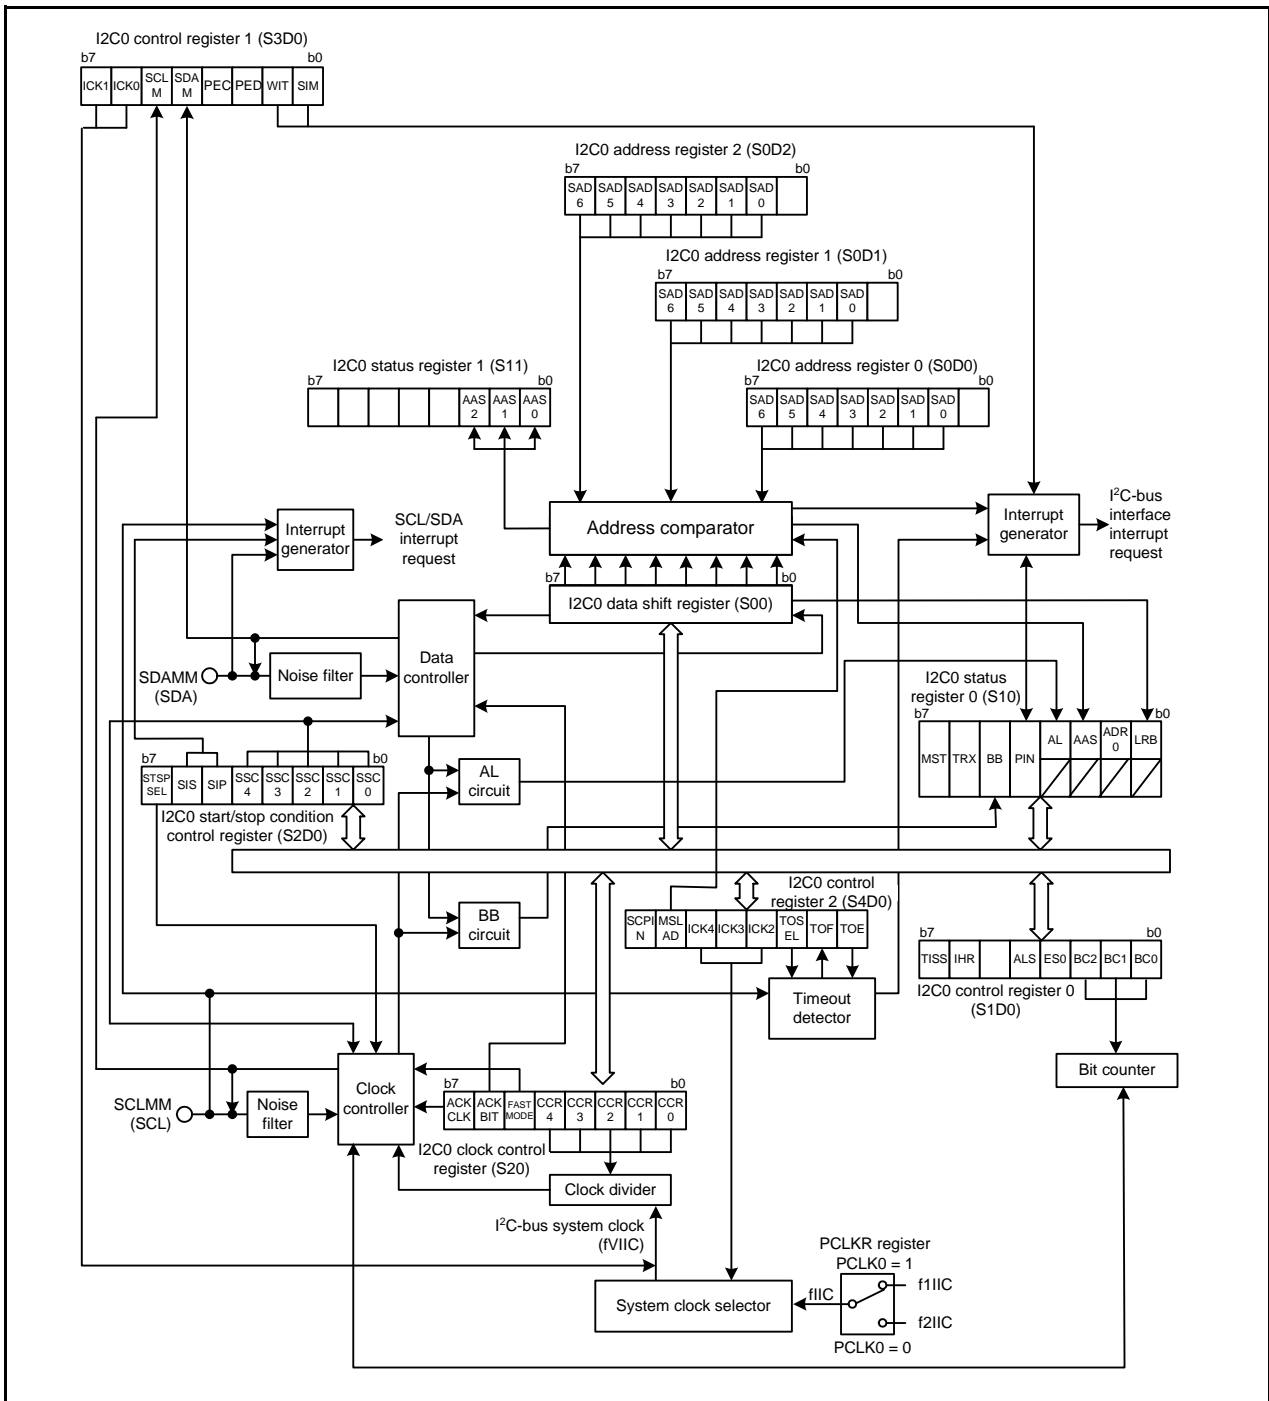 I2C0 control register 1 (S3D0)
b7 b0
ICK1 ICK0 SCL M SDA M PEC PED WIT SIM
I2C0 address register 2 (S0D2)
b7 b0
SAD 6 SAD 5 SAD 4 SAD 3 SAD 2 SAD 1 SAD 0
I2C0 address register 1 (S0D1)
b7 b0
SAD 6 SAD 5 SAD 4 SAD 3 SAD 2 SAD 1 SAD 0
I2C0 status register 1 (S11)
b7 b0
AAS 2 AAS 1 AAS 0
I2C0 address register 0 (S0D0)
b7 b0
SAD 6 SAD 5 SAD 4 SAD 3 SAD 2 SAD 1 SAD 0
Interrupt
generator
SCL/SDA
interrupt
request
Address comparator
Interrupt
generator
I²C-bus
interface
interrupt
request
b7 b0
I2C0 data shift register (S00)
SDAMM
(SDA)
Noise filter
Data
controller
I2C0 status
register 0 (S10)
b7 b0
MST TRX BB PIN AL AAS ADR 0 LRB
b7 b0
STSP SEL SIS SIP SSC 4 SSC 3 SSC 2 SSC 1 SSC 0
I2C0 start/stop condition
control register (S2D0)
AL
circuit
BB
circuit
I2C0 control
register 2 (S4D0)
SCPI N MSL AD ICK4 ICK3 ICK2 TOS EL TOF TOE
Timeout
detector
b7 b0
TISS IHR ALS ES0 BC2 BC1 BC0
I2C0 control register 0
(S1D0)
Bit counter
SCLMM
(SCL)
Noise
filter
Clock
controller
b7 b0
ACK CLK ACK BIT FAST MODE CCR 4 CCR 3 CCR 2 CCR 1 CCR 0
I2C0 clock control
register (S20)
Clock divider
I²C-bus system clock
(fVIIC)
System clock selector
fIIC
PCLKR register
PCLK0 = 1
f1IIC
f2IIC
PCLK0 = 0